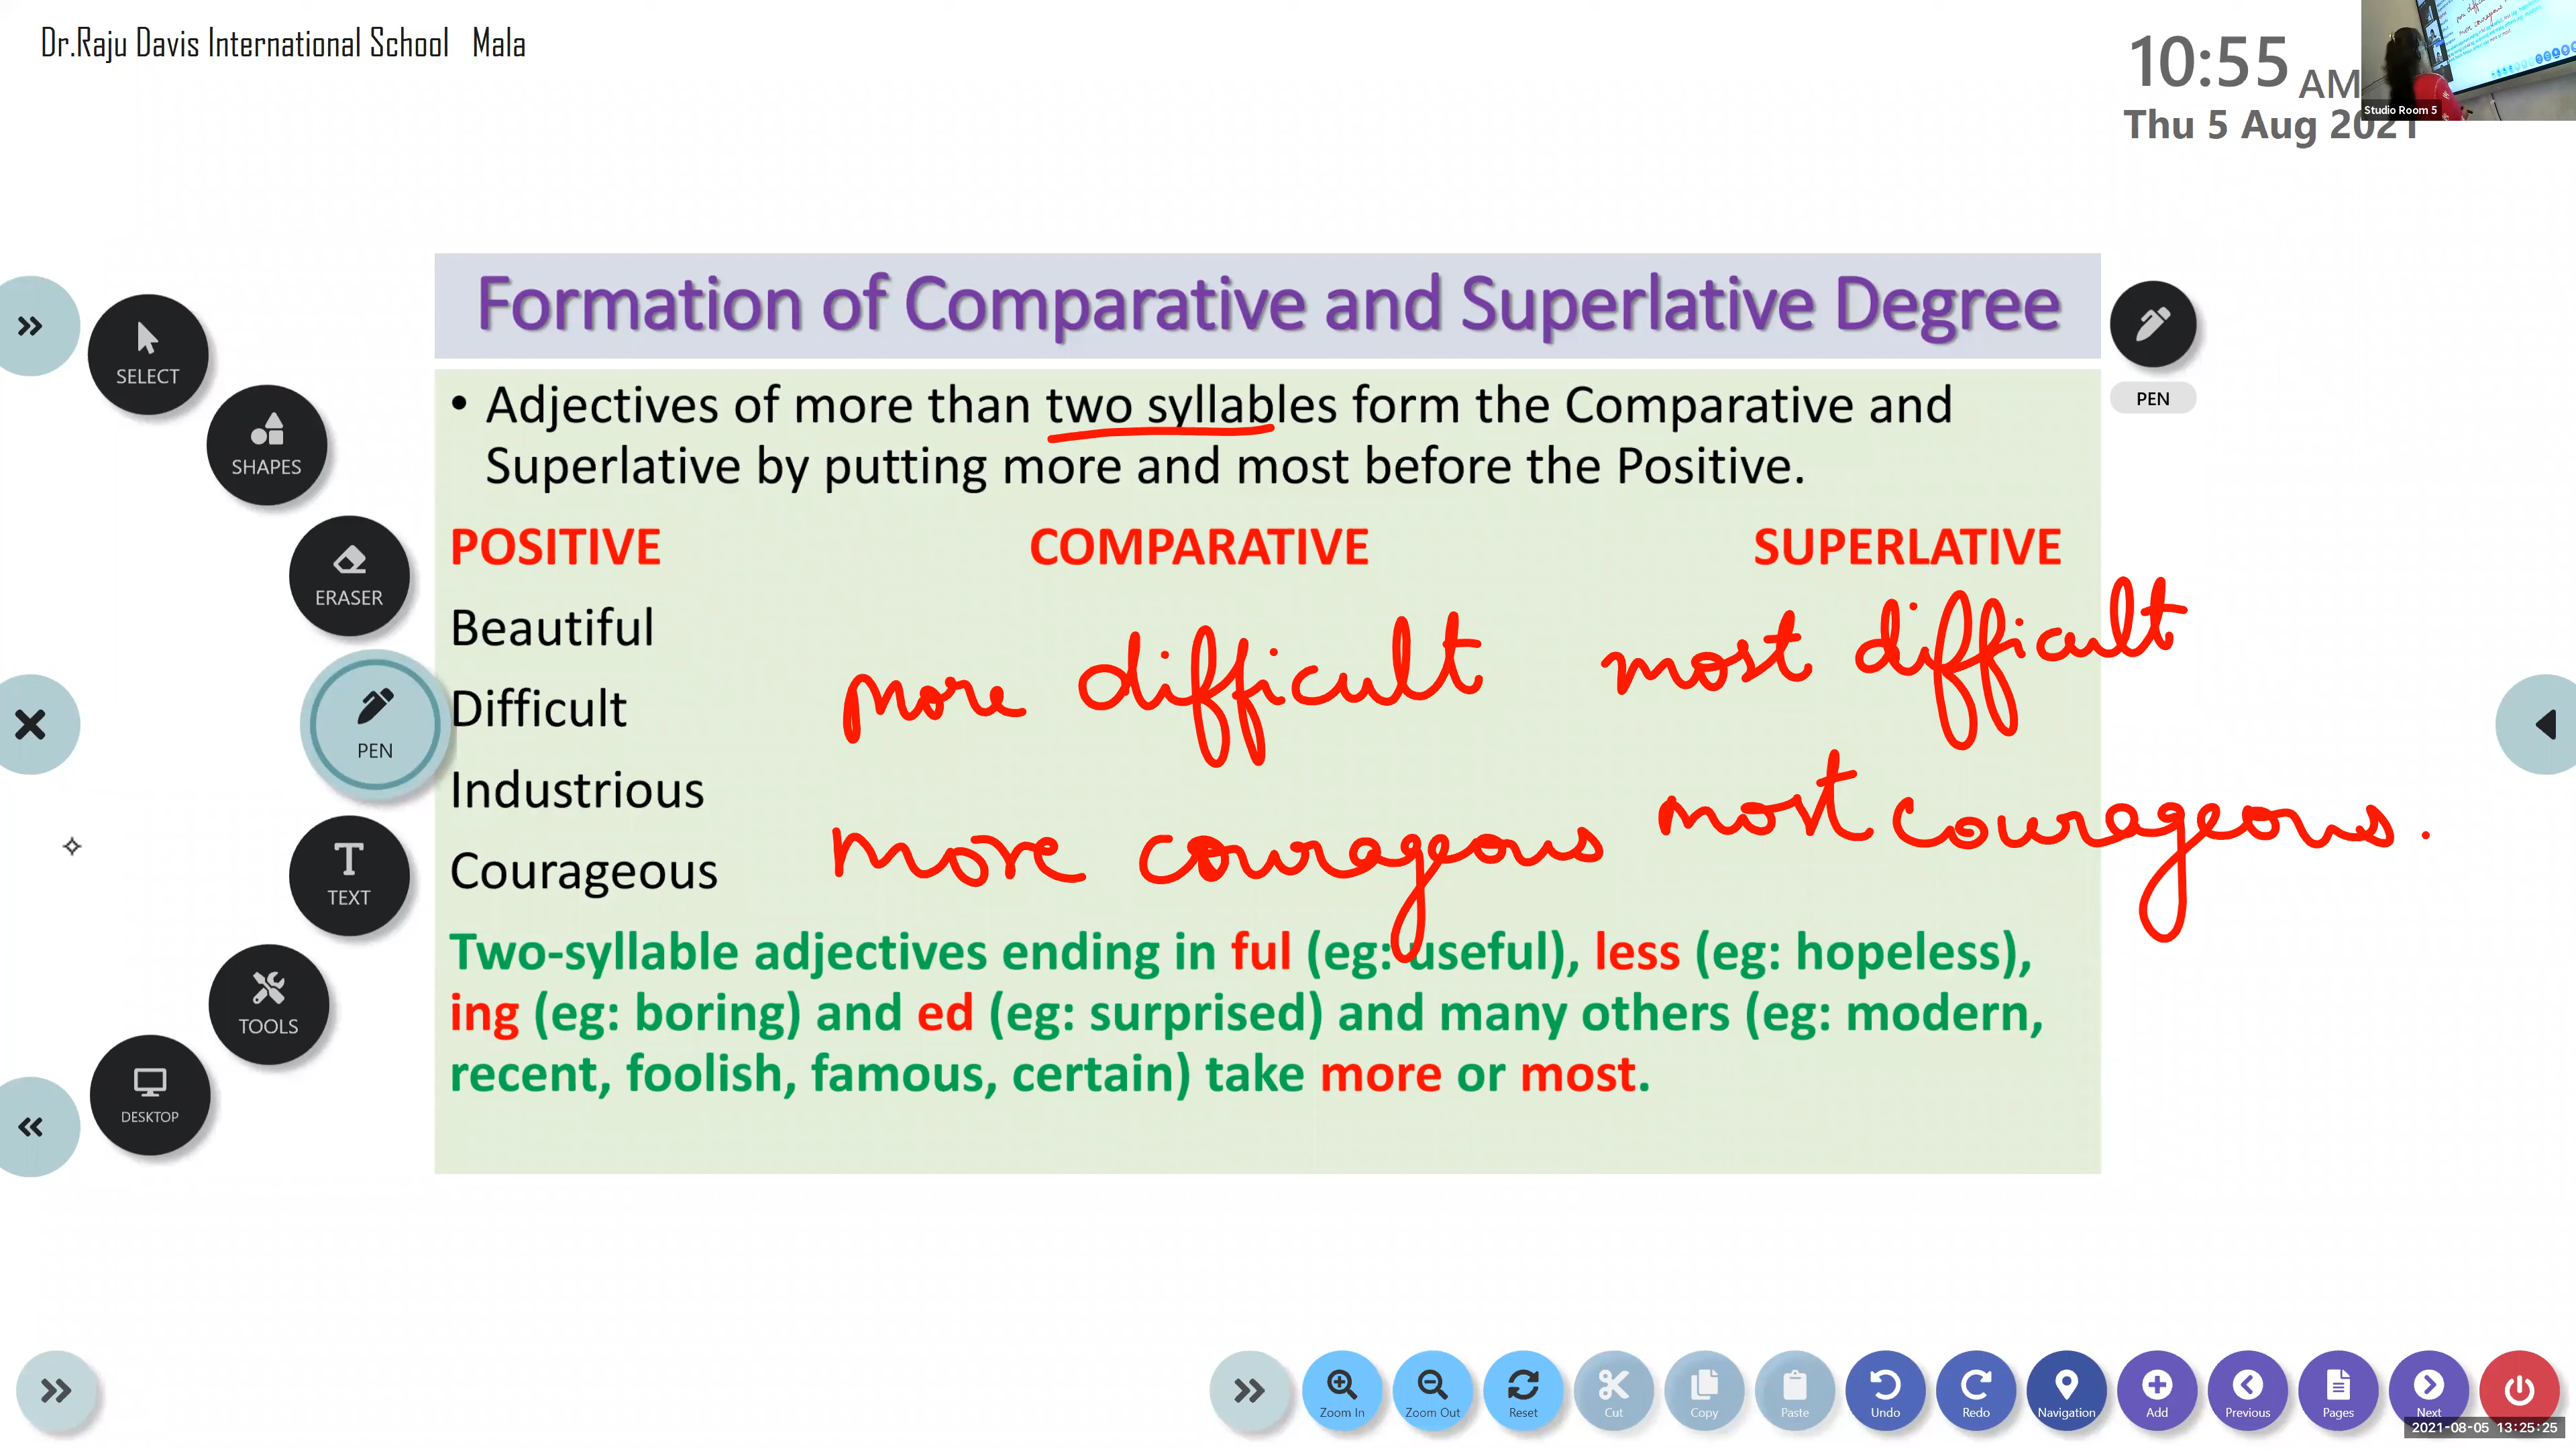 Dr.Raju Davis International School Mala
10:55 AM
Thu 5 Aug 2021
Studio Room 5
Formation of Comparative and Superlative Degree
• Adjectives of more than two syllables form the Comparative and
Superlative by putting more and most before the Positive.
POSITIVE COMPARATIVE SUPERLATIVE
Beautiful
Difficult more difficult most difficult
Industrious
Courageous more courageous most courageous.
Two-syllable adjectives ending in ful (eg: useful), less (eg: hopeless),
ing (eg: boring) and ed (eg: surprised) and many others (eg: modern,
recent, foolish, famous, certain) take more or most.
SELECT
SHAPES
ERASER
PEN
TEXT
TOOLS
DESKTOP
PEN
Zoom In Zoom Out Reset Cut Copy Paste Undo Redo Navigation Add Previous Pages Next
2021-08-05 13:25:25